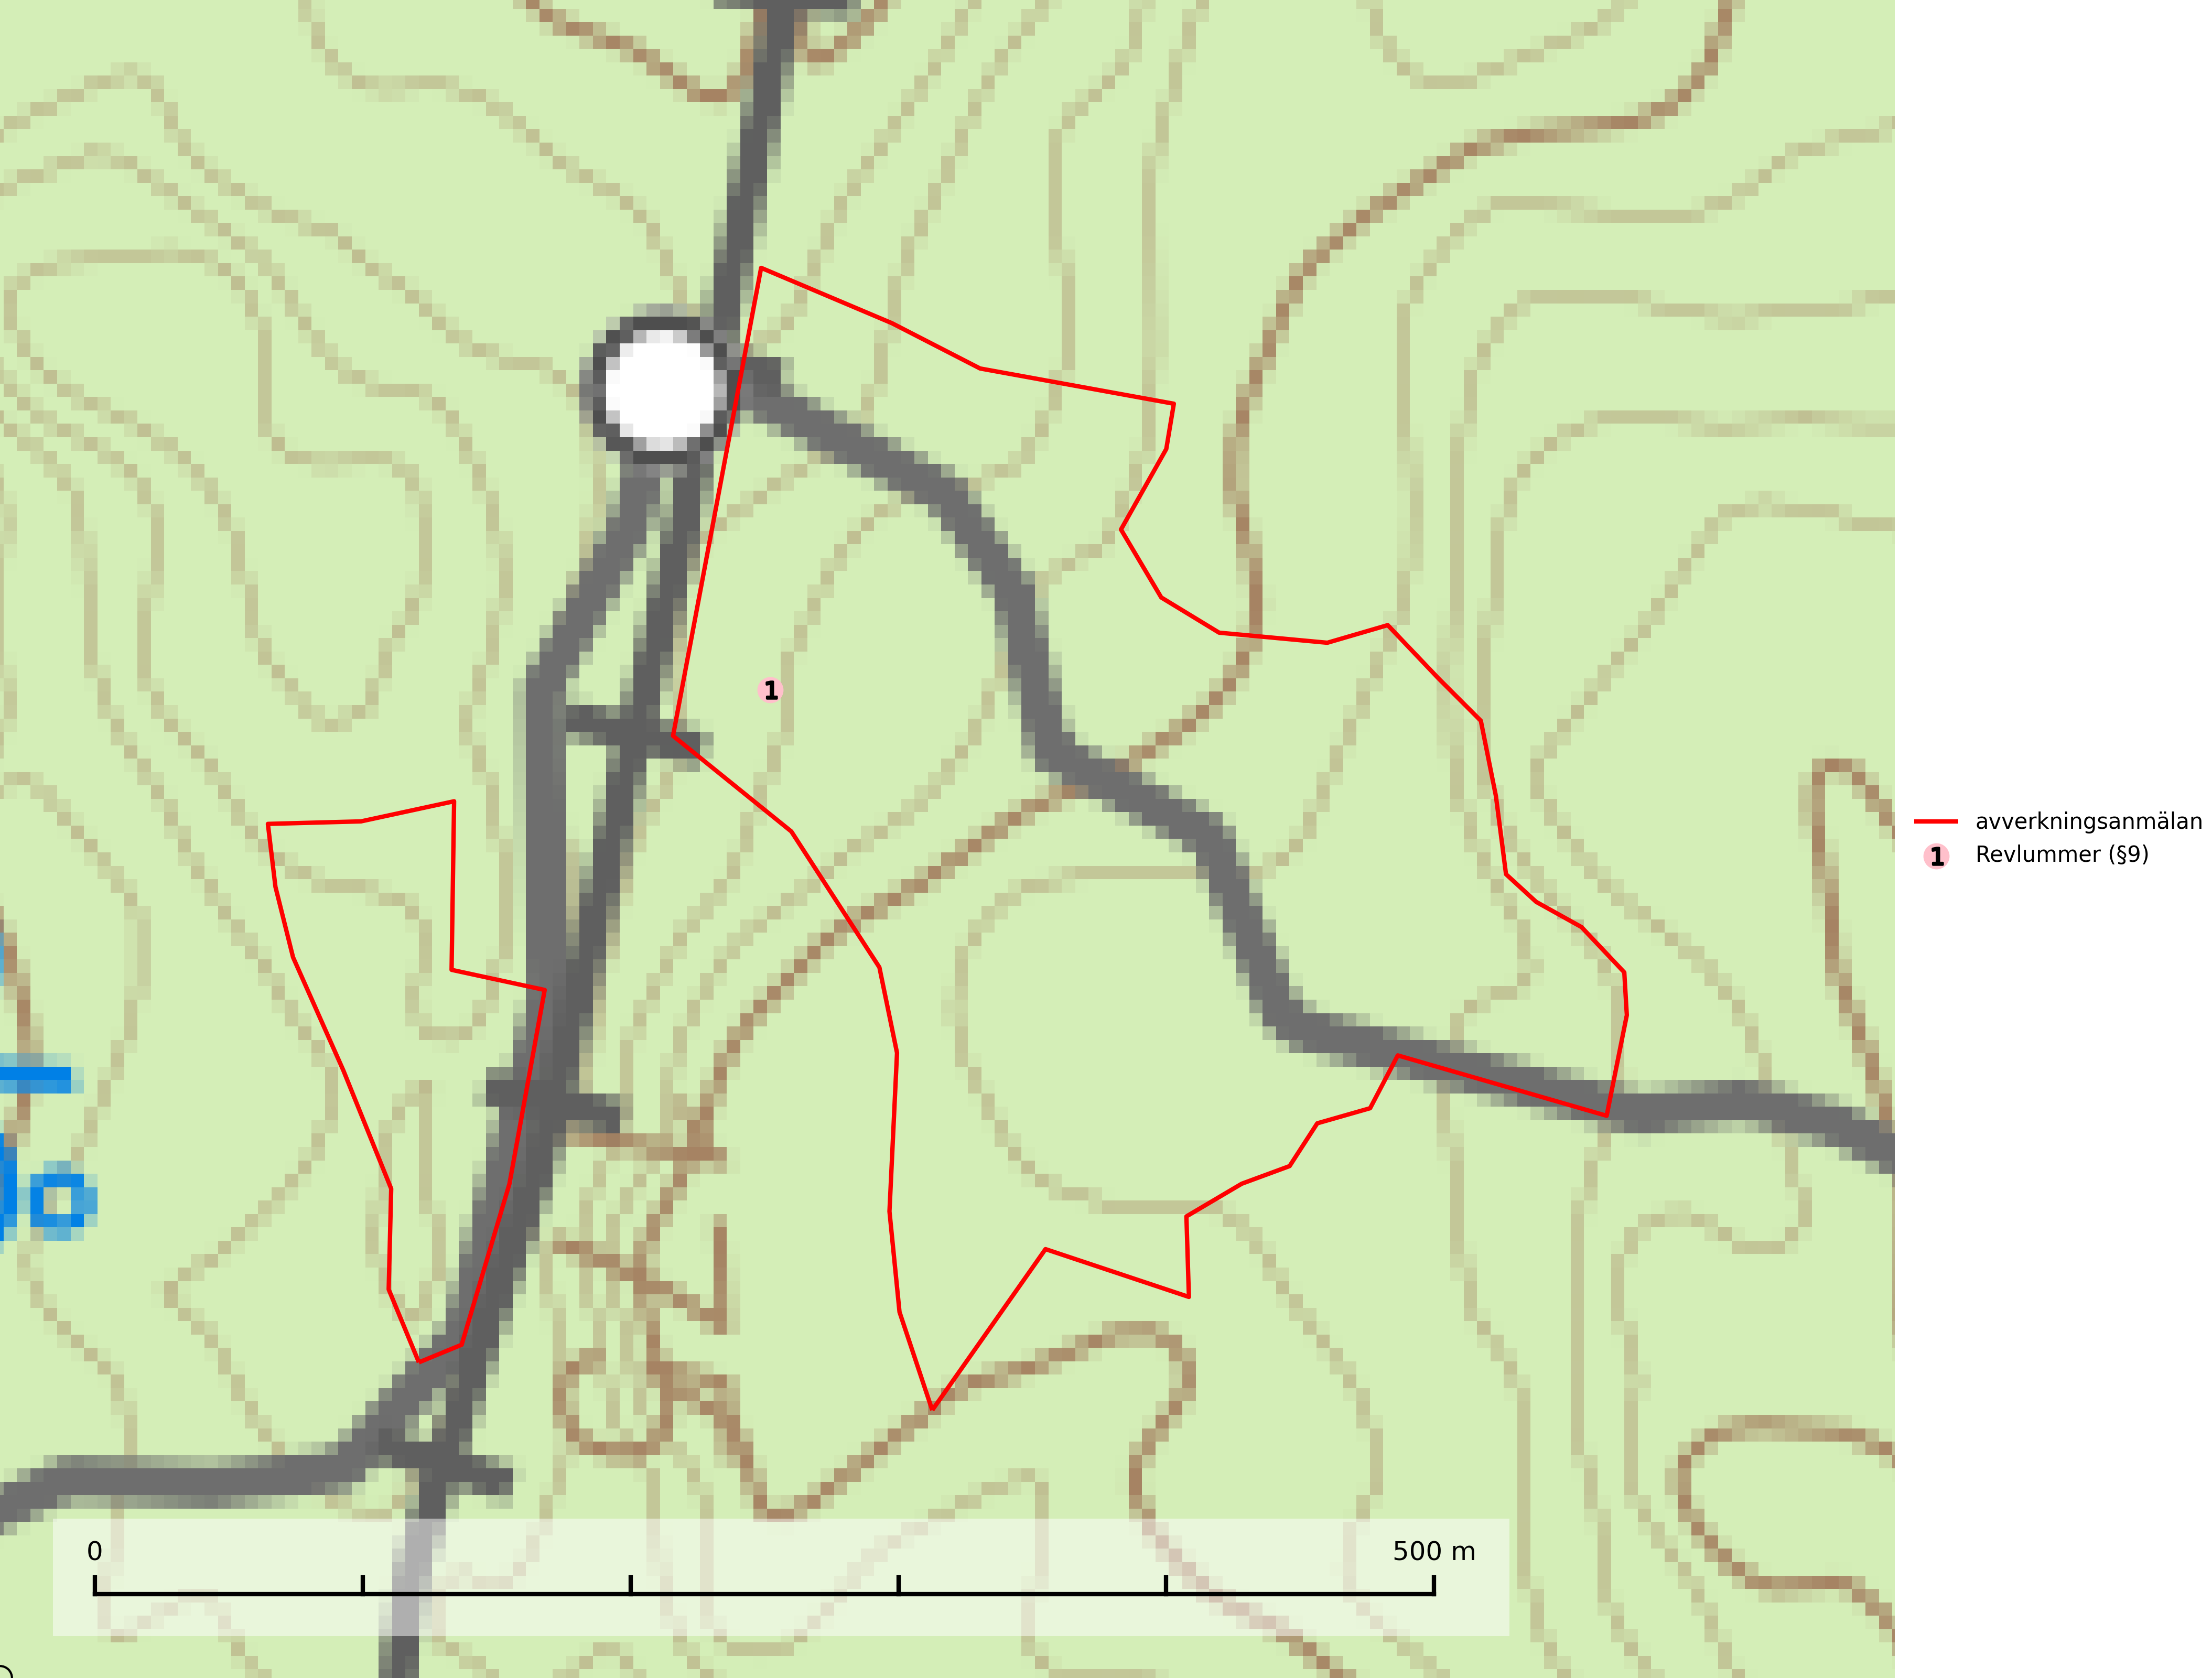 1
avverkningsanmälan
1 Revlummer (§9)
0 500 m